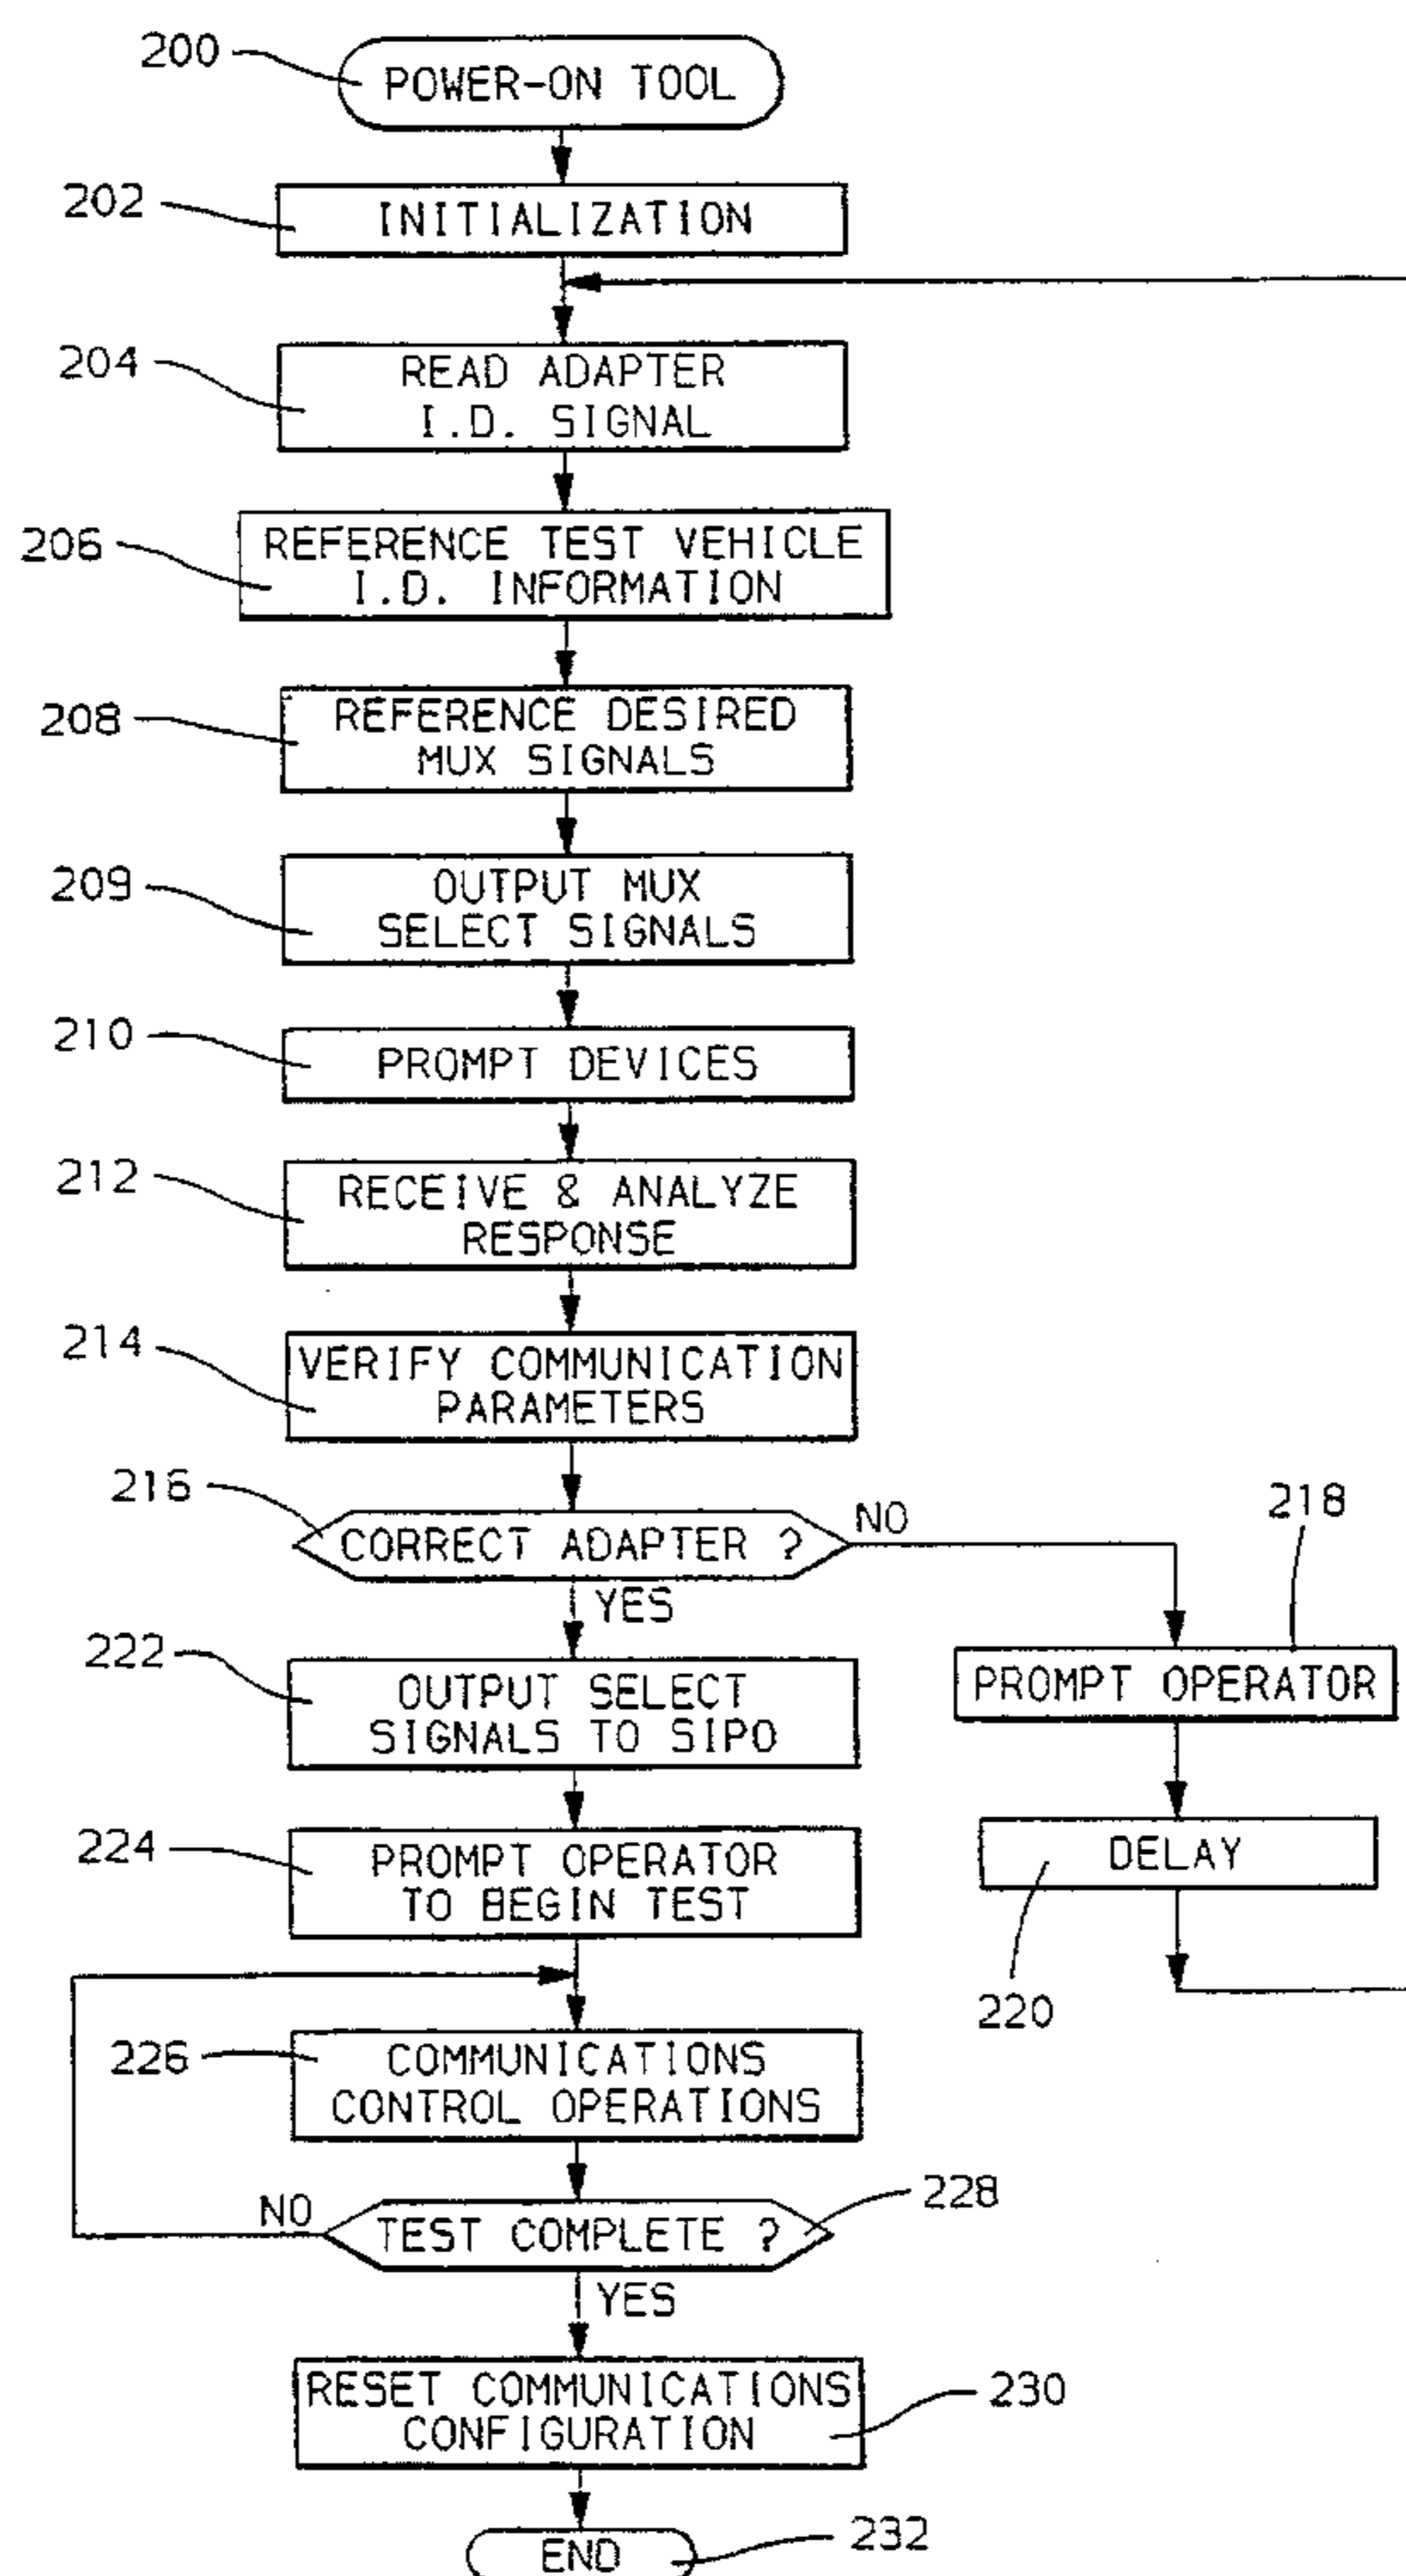 200
POWER-ON TOOL
202
INITIALIZATION
204
READ ADAPTER
I.D. SIGNAL
206
REFERENCE TEST VEHICLE
I.D. INFORMATION
208
REFERENCE DESIRED
MUX SIGNALS
209
OUTPUT MUX
SELECT SIGNALS
210
PROMPT DEVICES
212
RECEIVE & ANALYZE
RESPONSE
214
VERIFY COMMUNICATION
PARAMETERS
216
CORRECT ADAPTER ?
NO
YES
218
PROMPT OPERATOR
DELAY
220
222
OUTPUT SELECT
SIGNALS TO SIPO
224
PROMPT OPERATOR
TO BEGIN TEST
226
COMMUNICATIONS
CONTROL OPERATIONS
228
NO
TEST COMPLETE ?
YES
RESET COMMUNICATIONS
CONFIGURATION
230
END
232